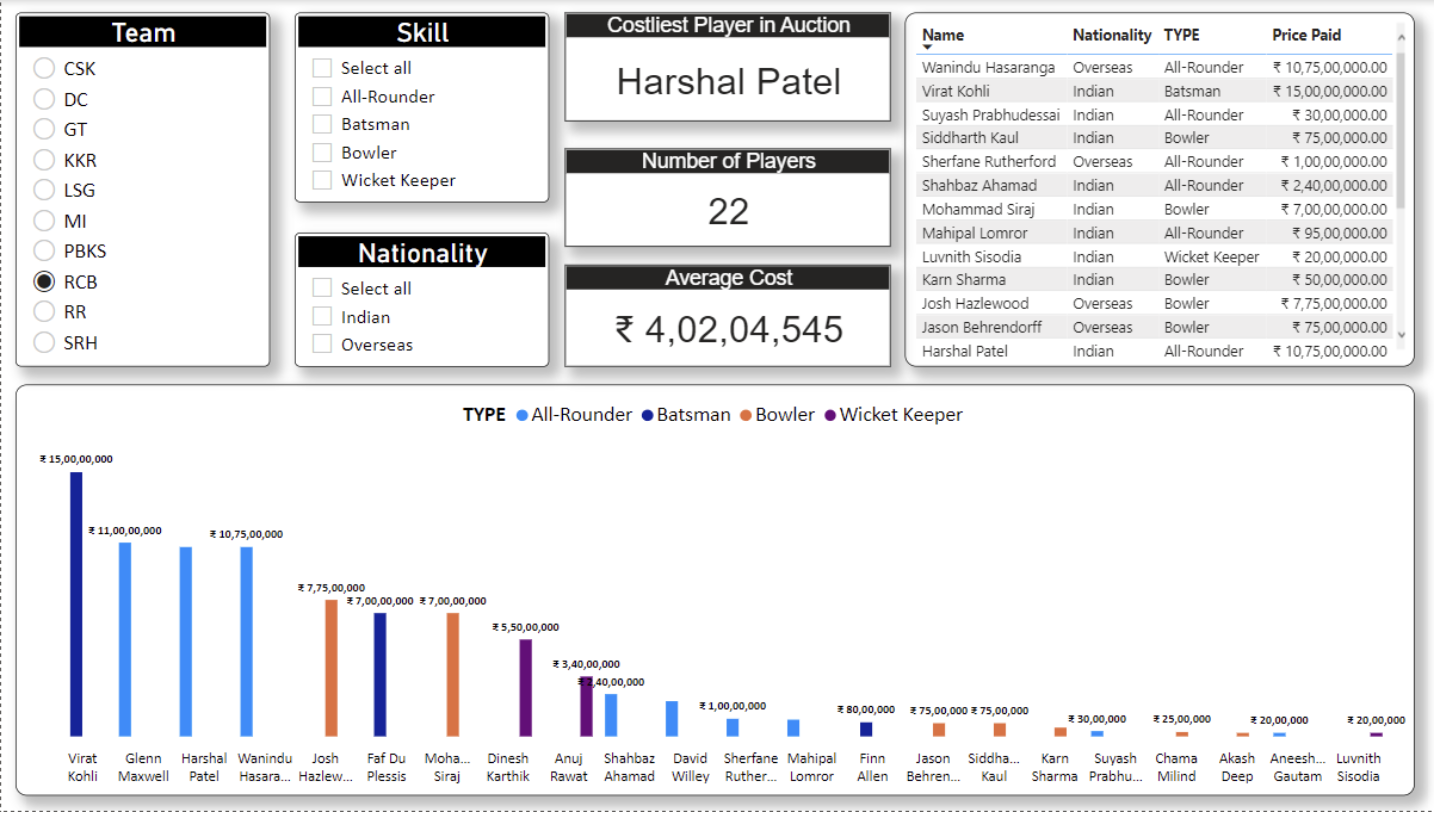 Team
CSK
DC
GT
KKR
LSG
MI
PBKS
RCB
RR
SRH
Skill
Select all
All-Rounder
Batsman
Bowler
Wicket Keeper
Nationality
Select all
Indian
Overseas
Costliest Player in Auction
Harshal Patel
Number of Players
22
Average Cost
₹ 4,02,04,545
Name Nationality TYPE Price Paid
Wanindu Hasaranga Overseas All-Rounder ₹ 10,75,00,000.00
Virat Kohli Indian Batsman ₹ 15,00,00,000.00
Suyash Prabhudessai Indian All-Rounder ₹ 30,00,000.00
Siddharth Kaul Indian Bowler ₹ 75,00,000.00
Sherfane Rutherford Overseas All-Rounder ₹ 1,00,00,000.00
Shahbaz Ahamad Indian All-Rounder ₹ 2,40,00,000.00
Mohammad Siraj Indian Bowler ₹ 7,00,00,000.00
Mahipal Lomror Indian All-Rounder ₹ 95,00,000.00
Luvnith Sisodia Indian Wicket Keeper ₹ 20,00,000.00
Karn Sharma Indian Bowler ₹ 50,00,000.00
Josh Hazlewood Overseas Bowler ₹ 7,75,00,000.00
Jason Behrendorff Overseas Bowler ₹ 75,00,000.00
Harshal Patel Indian All-Rounder ₹ 10,75,00,000.00
TYPE All-Rounder Batsman Bowler Wicket Keeper
₹ 15,00,00,000
₹ 11,00,00,000
₹ 10,75,00,000
₹ 7,75,00,000
₹ 7,00,00,000
₹ 7,00,00,000
₹ 5,50,00,000
₹ 3,40,00,000
₹ 2,40,00,000
₹ 1,00,00,000
₹ 80,00,000
₹ 75,00,000
₹ 75,00,000
₹ 30,00,000
₹ 25,00,000
₹ 20,00,000
₹ 20,00,000
Virat
Kohli
Glenn
Maxwell
Harshal
Patel
Wanindu
Hasara...
Josh
Hazlew...
Faf Du
Plessis
Moha...
Siraj
Dinesh
Karthik
Anuj
Rawat
Shahbaz
Ahamad
David
Willey
Sherfane
Ruther...
Mahipal
Lomror
Finn
Allen
Jason
Behren...
Siddha...
Kaul
Karn
Sharma
Suyash
Prabhu...
Chama
Milind
Akash
Deep
Aneesh...
Gautam
Luvnith
Sisodia